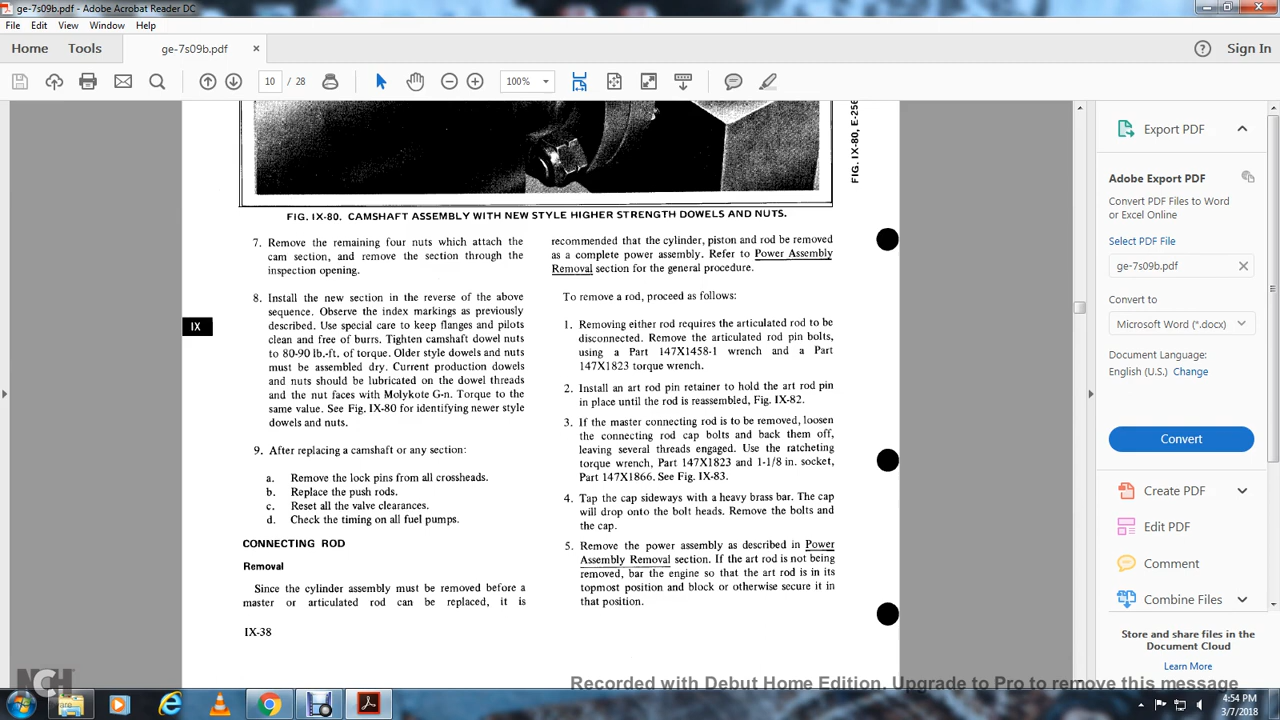 ge-7s09b.pdf - Adobe Acrobat Reader DC
File Edit View Window Help
Home Tools ge-7s09b.pdf × Sign In
10 / 28 100%
FIG. IX-80, E-256
FIG. IX-80. CAMSHAFT ASSEMBLY WITH NEW STYLE HIGHER STRENGTH DOWELS AND NUTS.
7. Remove the remaining four nuts which attach the
cam section, and remove the section through the
inspection opening.
8. Install the new section in the reverse of the above
sequence. Observe the index markings as previously
described. Use special care to keep flanges and pilots
clean and free of burrs. Tighten camshaft dowel nuts
to 80-90 lb.-ft. of torque. Older style dowels and nuts
must be assembled dry. Current production dowels
and nuts should be lubricated on the dowel threads
and the nut faces with Molykote G-n. Torque to the
same value. See Fig. IX-80 for identifying newer style
dowels and nuts.
9. After replacing a camshaft or any section:
a. Remove the lock pins from all crossheads.
b. Replace the push rods.
c. Reset all the valve clearances.
d. Check the timing on all fuel pumps.
CONNECTING ROD
Removal
Since the cylinder assembly must be removed before a
master or articulated rod can be replaced, it is
IX-38
IX
recommended that the cylinder, piston and rod be removed
as a complete power assembly. Refer to Power Assembly
Removal section for the general procedure.
To remove a rod, proceed as follows:
1. Removing either rod requires the articulated rod to be
disconnected. Remove the articulated rod pin bolts,
using a Part 147X1458-1 wrench and a Part
147X1823 torque wrench.
2. Install an art rod pin retainer to hold the art rod pin
in place until the rod is reassembled, Fig. IX-82.
3. If the master connecting rod is to be removed, loosen
the connecting rod cap bolts and back them off,
leaving several threads engaged. Use the ratcheting
torque wrench, Part 147X1823 and 1-1/8 in. socket,
Part 147X1866. See Fig. IX-83.
4. Tap the cap sideways with a heavy brass bar. The cap
will drop onto the bolt heads. Remove the bolts and
the cap.
5. Remove the power assembly as described in Power
Assembly Removal section. If the art rod is not being
removed, bar the engine so that the art rod is in its
topmost position and block or otherwise secure it in
that position.
Export PDF
Adobe Export PDF
Convert PDF Files to Word
or Excel Online
Select PDF File
ge-7s09b.pdf
Convert to
Microsoft Word (*.docx)
Document Language:
English (U.S.) Change
Convert
Create PDF
Edit PDF
Comment
Combine Files
Store and share files in the
Document Cloud
Learn More
NCH
Recorded with Debut Home Edition. Upgrade to Pro to remove this message
4:54 PM
3/7/2018